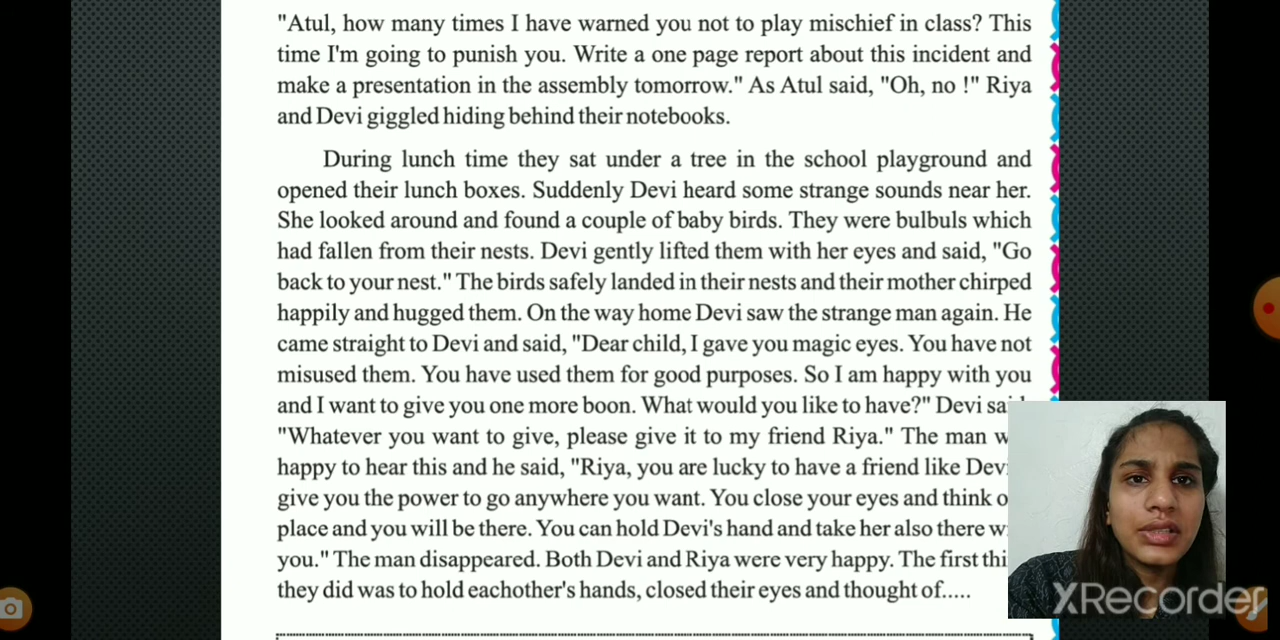 "Atul, how many times I have warned you not to play mischief in class? This
time I'm going to punish you. Write a one page report about this incident and
make a presentation in the assembly tomorrow." As Atul said, "Oh, no !" Riya
and Devi giggled hiding behind their notebooks.
During lunch time they sat under a tree in the school playground and
opened their lunch boxes. Suddenly Devi heard some strange sounds near her.
She looked around and found a couple of baby birds. They were bulbuls which
had fallen from their nests. Devi gently lifted them with her eyes and said, "Go
back to your nest." The birds safely landed in their nests and their mother chirped
happily and hugged them. On the way home Devi saw the strange man again. He
came straight to Devi and said, "Dear child, I gave you magic eyes. You have not
misused them. You have used them for good purposes. So I am happy with you
and I want to give you one more boon. What would you like to have?" Devi
"Whatever you want to give, please give it to my friend Riya." The man
happy to hear this and he said, "Riya, you are lucky to have a friend like
give you the power to go anywhere you want. You close your eyes and think
place and you will be there. You can hold Devi's hand and take her also there
you." The man disappeared. Both Devi and Riya were very happy. The first
they did was to hold eachother's hands, closed their eyes and thought of.....
XRecorder